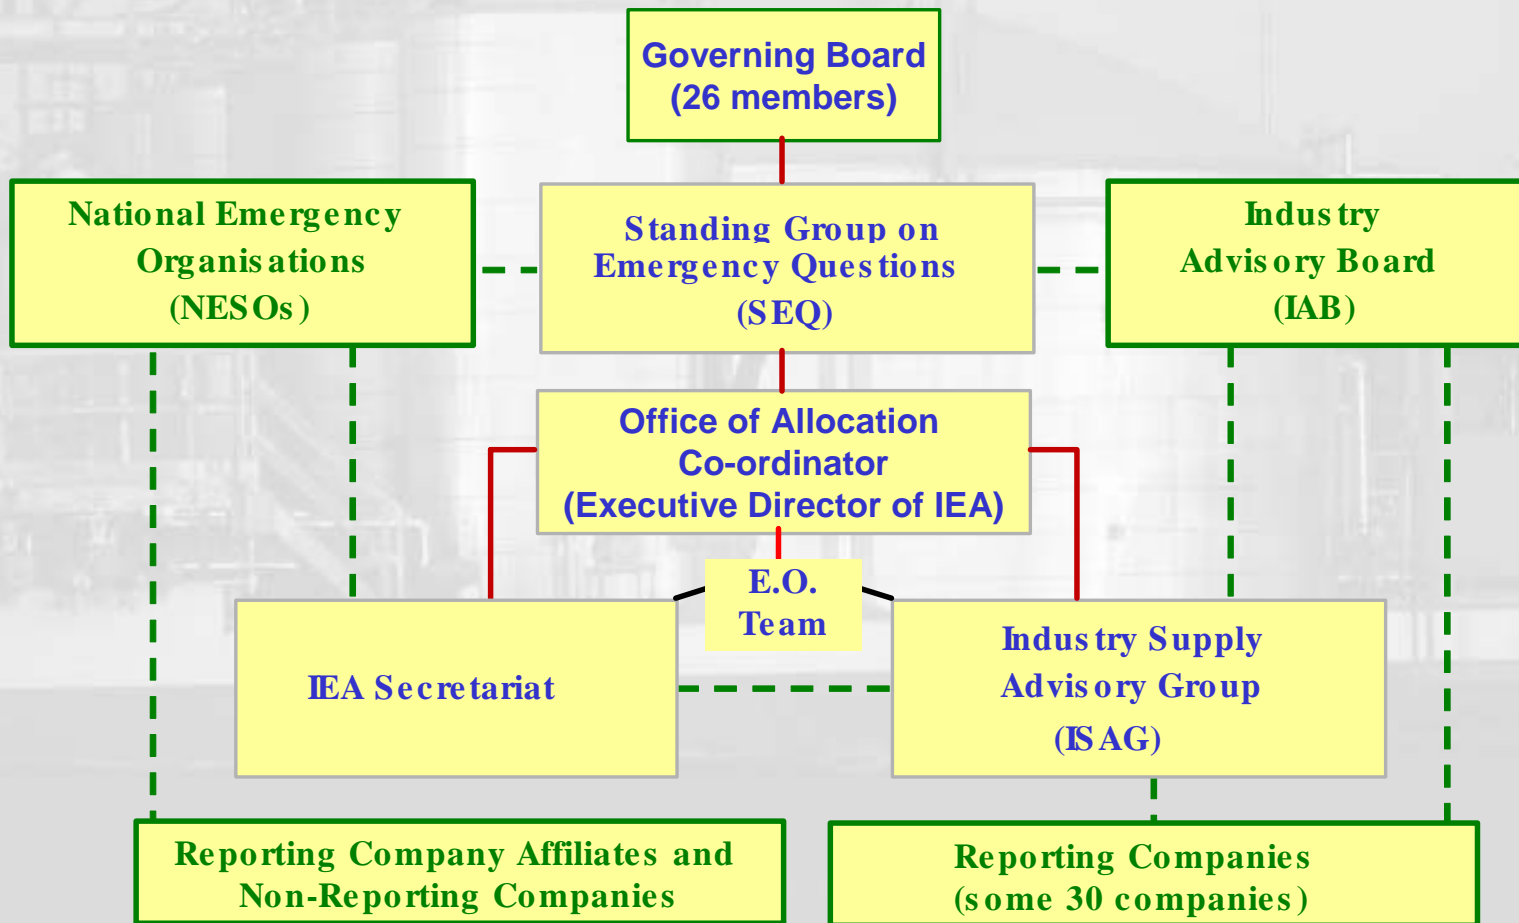 Governing Board
(26 members)
National Emergency
Organisations
(NESOs)
Standing Group on
Emergency Questions
(SEQ)
Industry
Advisory Board
(IAB)
Office of Allocation
Co-ordinator
(Executive Director of IEA)
E.O.
Team
IEA Secretariat
Industry Supply
Advisory Group
(ISAG)
Reporting Company Affiliates and
Non-Reporting Companies
Reporting Companies
(some 30 companies)